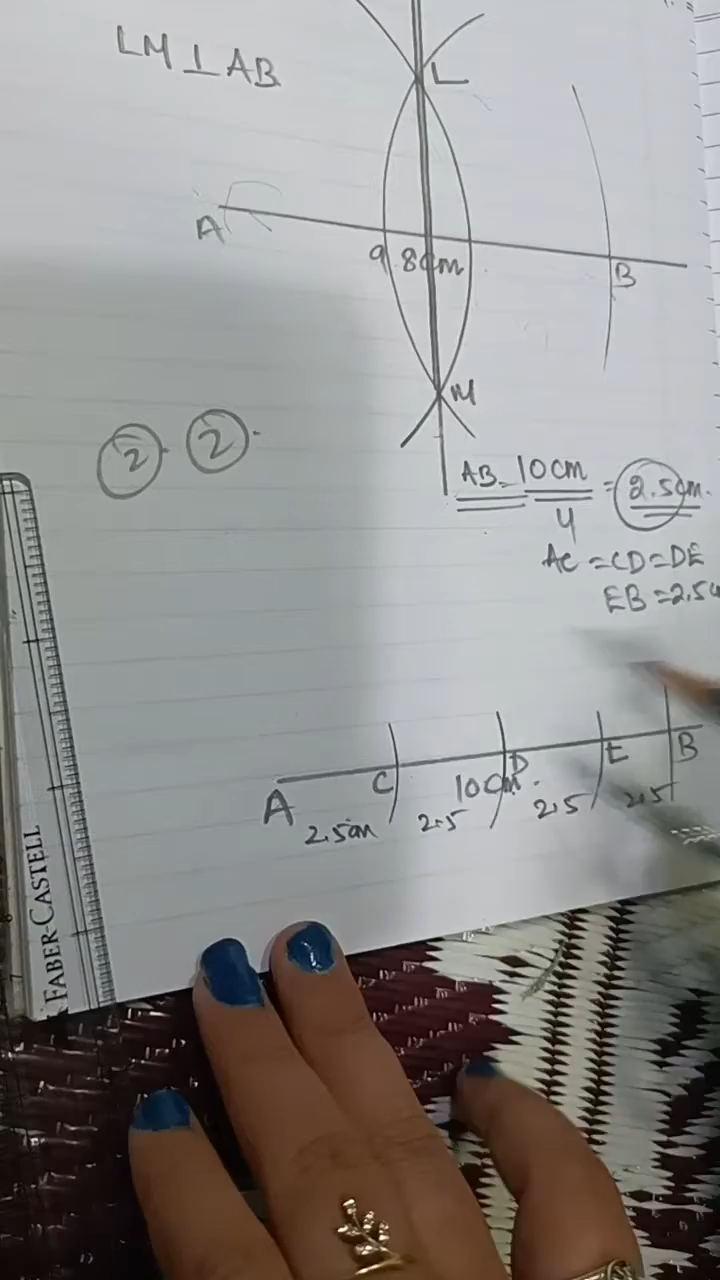 LM ⊥ AB
L
A
9.8cm
B
M
2. 2.
AB = 10cm / 4 = 2.5cm.
AC = CD = DE
EB = 2.5c
A C D E B
10cm.
2.5cm 2.5 2.5 2.5
FABER-CASTELL